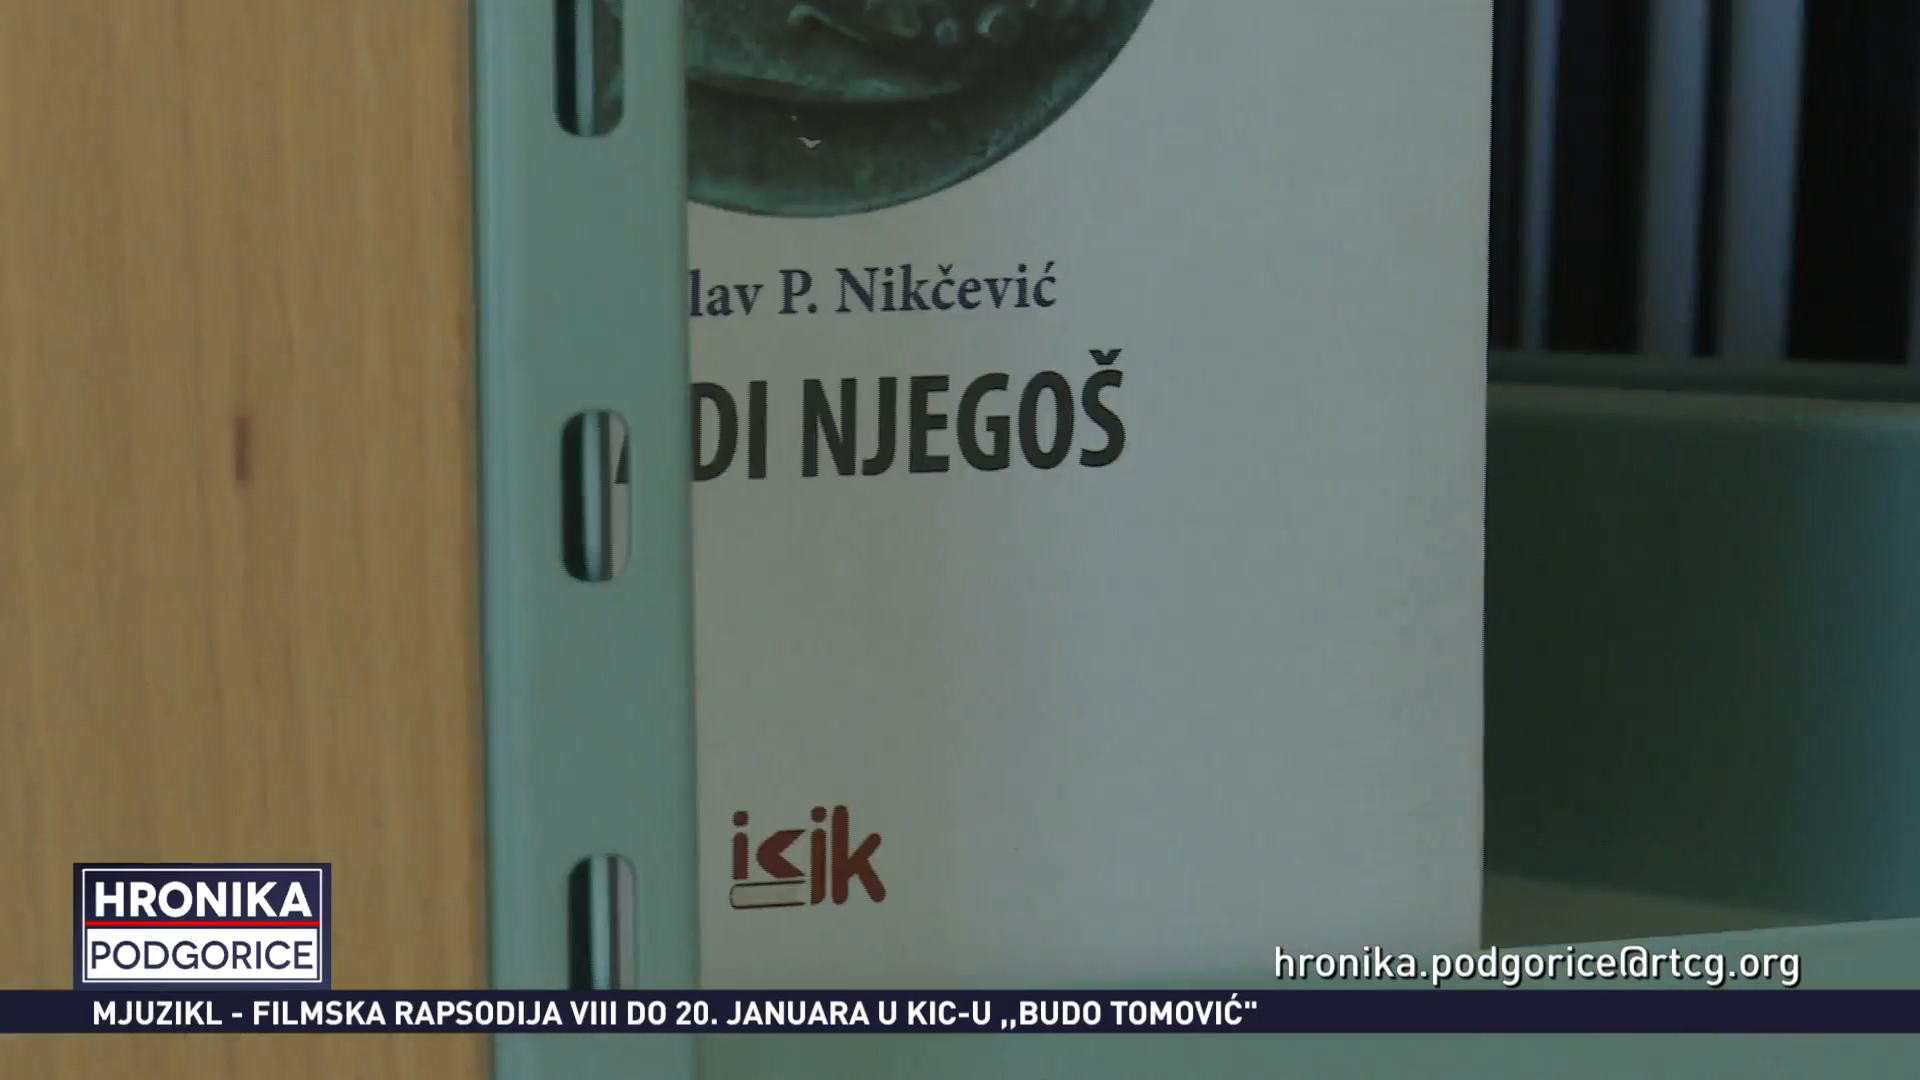 lav P. Nikčević
DI NJEGOŠ
icjk
HRONIKA
PODGORICE
hronika.podgorice@rtcg.org
MJUZIKL - FILMSKA RAPSODIJA VIII DO 20. JANUARA U KIC-U ,,BUDO TOMOVIĆ"